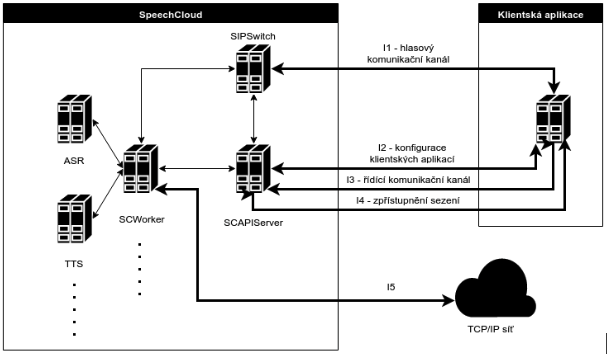 SpeechCloud
Klientská aplikace
SIPSwitch
I1 - hlasový
komunikační kanál
ASR
I2 - konfigurace
klientských aplikací
I3 - řídící komunikační kanál
I4 - zpřístupnění sezení
SCWorker
SCAPIServer
TTS
I5
TCP/IP síť